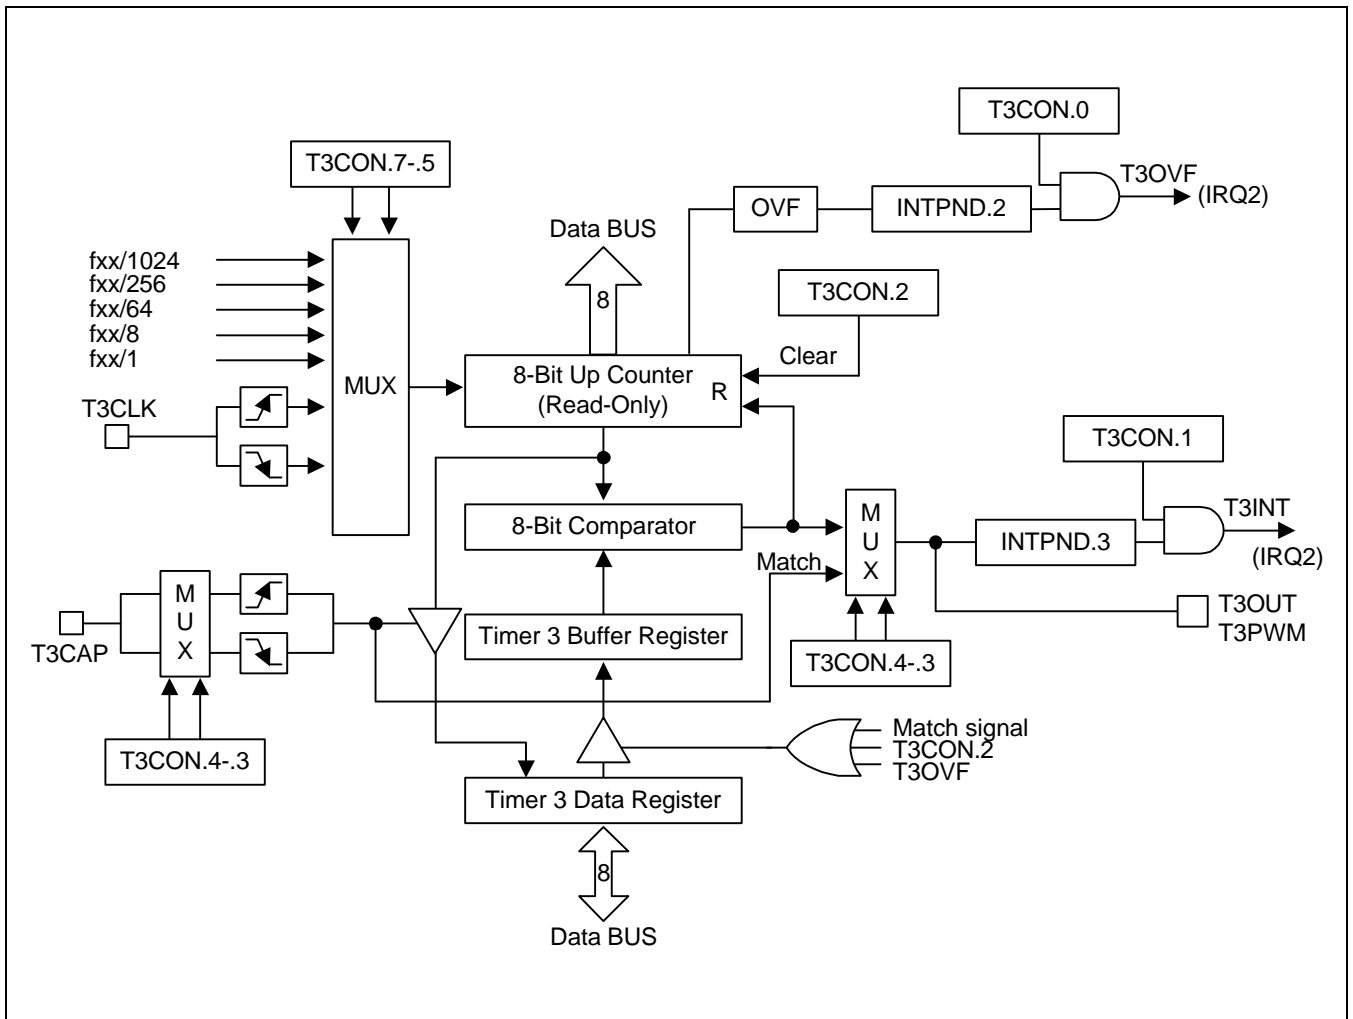 T3CON.0
T3CON.7-.5
T3OVF
(IRQ2)
OVF
INTPND.2
Data BUS
8
fxx/1024
fxx/256
fxx/64
fxx/8
fxx/1
T3CON.2
Clear
MUX
8-Bit Up Counter
(Read-Only)
R
T3CLK
T3CON.1
8-Bit Comparator
M
U
X
INTPND.3
T3INT
(IRQ2)
Match
M
U
X
T3CAP
Timer 3 Buffer Register
T3OUT
T3PWM
T3CON.4-.3
T3CON.4-.3
Match signal
T3CON.2
T3OVF
Timer 3 Data Register
8
Data BUS